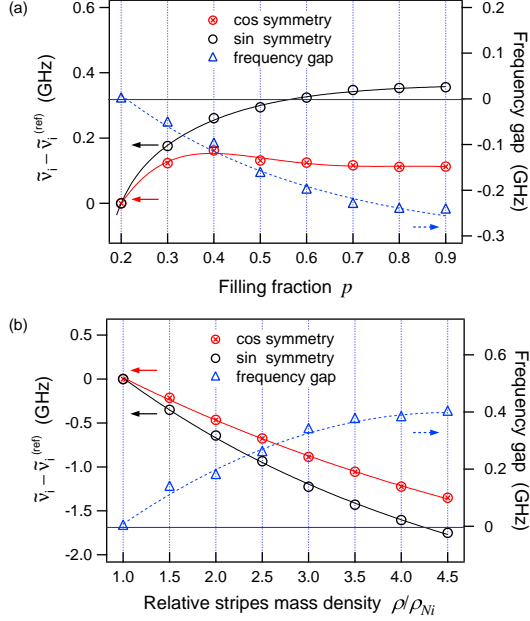 (a)
0.6
0.4
0.2
0
ν̃i − ν̃i (ref) (GHz)
cos symmetry
sin symmetry
frequency gap
0.2
0.1
0
-0.1
-0.2
-0.3
Frequency gap (GHz)
0.2 0.3 0.4 0.5 0.6 0.7 0.8 0.9
Filling fraction p
(b)
0.5
0
-0.5
-1.0
-1.5
-2.0
ν̃i − ν̃i (ref) (GHz)
cos symmetry
sin symmetry
frequency gap
0.6
0.4
0.2
0
Frequency gap (GHz)
1.0 1.5 2.0 2.5 3.0 3.5 4.0 4.5
Relative stripes mass density ρ/ρNi